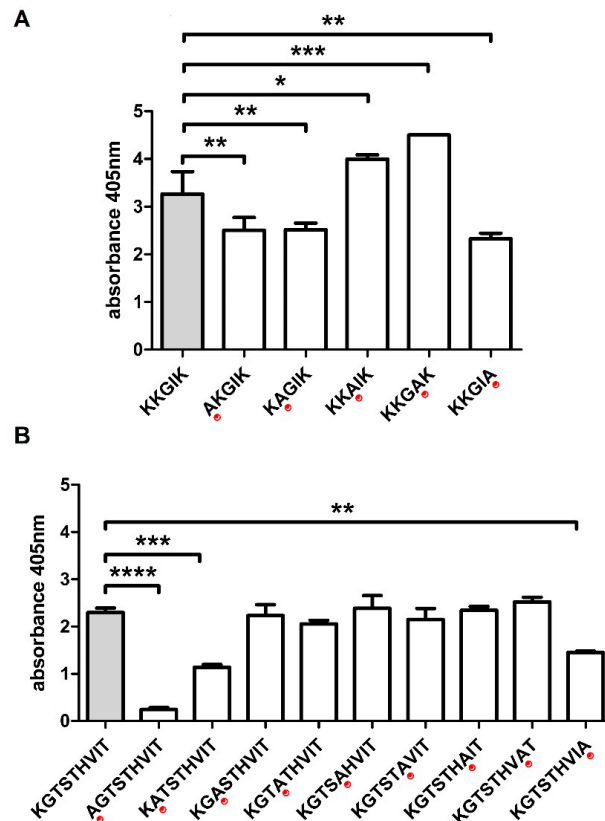 A
**
***
*
**
**
absorbance 405nm
5
4
3
2
1
0
KKGIK
AKGIK
KAGIK
KKAIK
KKGAK
KKGIA
B
**
***
****
absorbance 405nm
5
4
3
2
1
0
KGTSTHVIT
AGTSTHVIT
KATSTHVIT
KGASTHVIT
KGTATHVIT
KGTSAHVIT
KGTSTAVIT
KGTSTHAIT
KGTSTHVAT
KGTSTHVIA